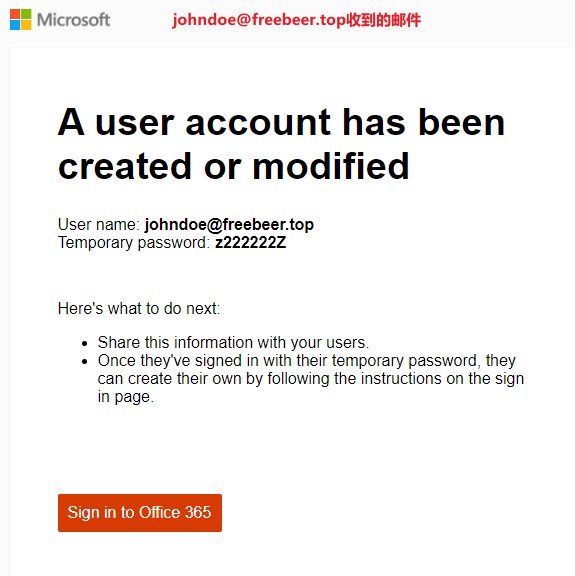 Microsoft johndoe@freebeer.top收到的邮件
A user account has been
created or modified
User name: johndoe@freebeer.top
Temporary password: z222222Z
Here's what to do next:
• Share this information with your users.
• Once they've signed in with their temporary password, they
can create their own by following the instructions on the sign
in page.
Sign in to Office 365